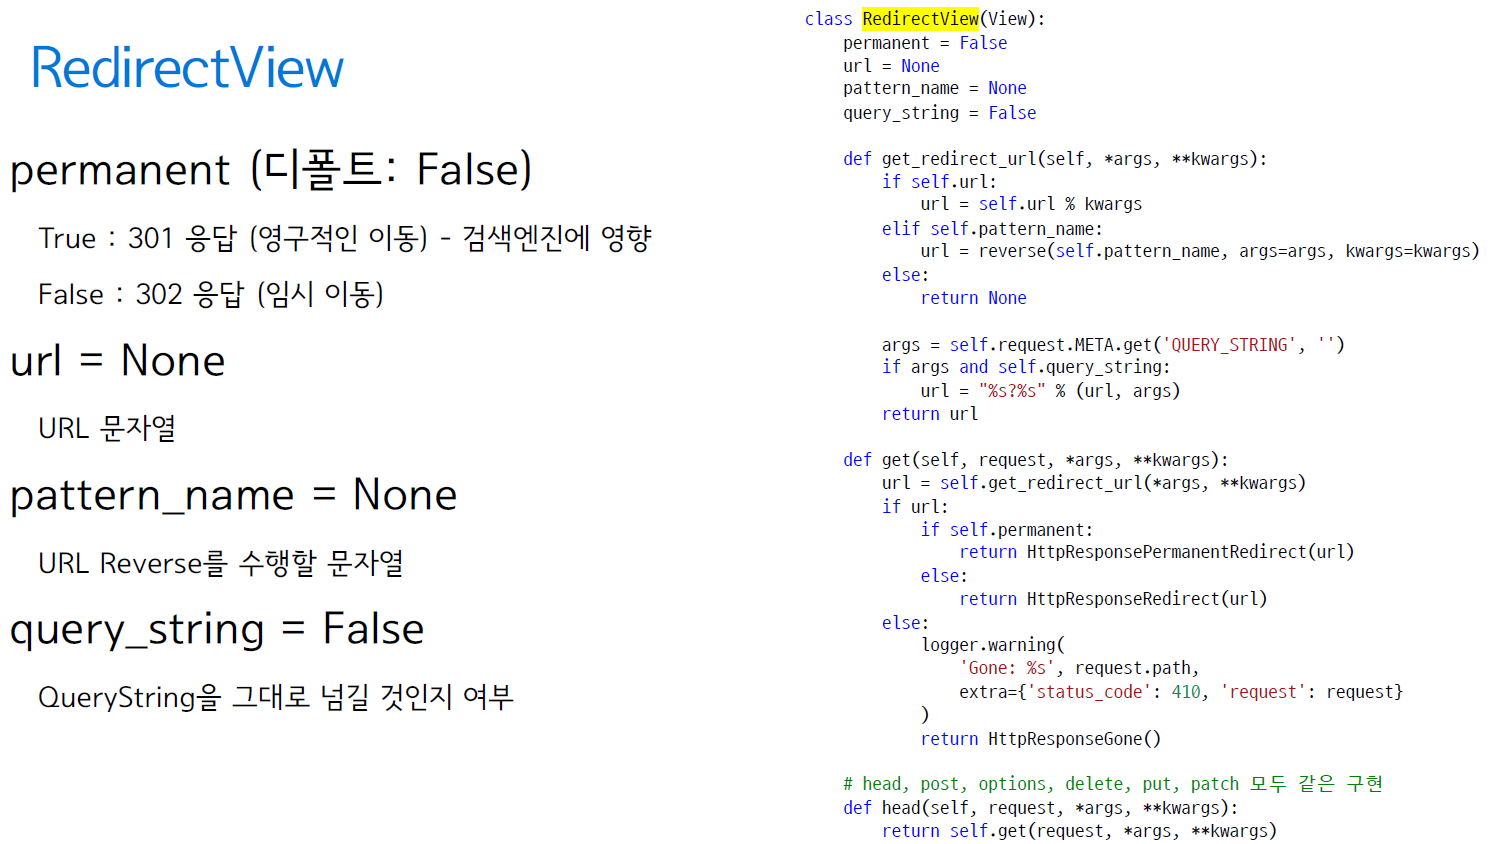 RedirectView
permanent (디폴트: False)
True : 301 응답 (영구적인 이동) - 검색엔진에 영향
False : 302 응답 (임시 이동)
url = None
URL 문자열
pattern_name = None
URL Reverse를 수행할 문자열
query_string = False
QueryString을 그대로 넘길 것인지 여부
class RedirectView(View):
    permanent = False
    url = None
    pattern_name = None
    query_string = False

    def get_redirect_url(self, *args, **kwargs):
        if self.url:
            url = self.url % kwargs
        elif self.pattern_name:
            url = reverse(self.pattern_name, args=args, kwargs=kwargs)
        else:
            return None

        args = self.request.META.get('QUERY_STRING', '')
        if args and self.query_string:
            url = "%s?%s" % (url, args)
        return url

    def get(self, request, *args, **kwargs):
        url = self.get_redirect_url(*args, **kwargs)
        if url:
            if self.permanent:
                return HttpResponsePermanentRedirect(url)
            else:
                return HttpResponseRedirect(url)
        else:
            logger.warning(
                'Gone: %s', request.path,
                extra={'status_code': 410, 'request': request}
            )
            return HttpResponseGone()

    # head, post, options, delete, put, patch 모두 같은 구현
    def head(self, request, *args, **kwargs):
        return self.get(request, *args, **kwargs)